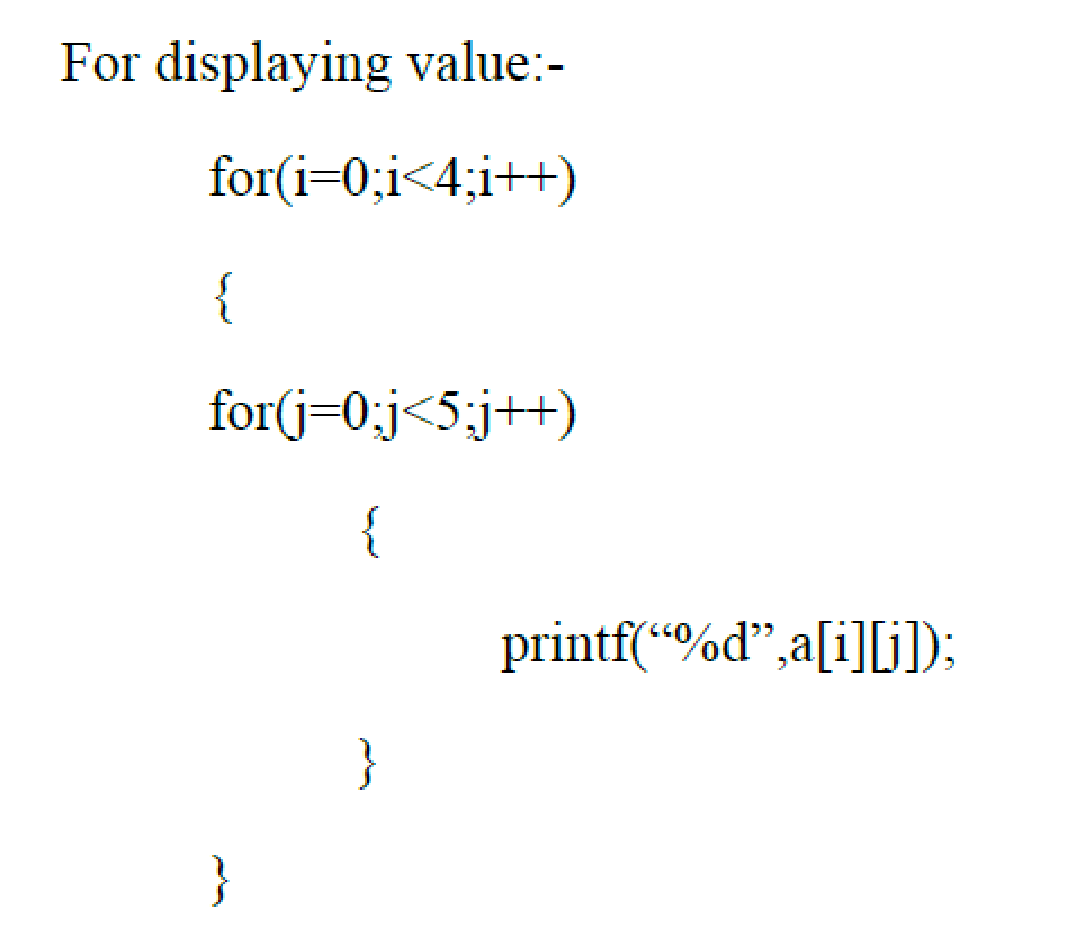 For displaying value:-
for(i=0;i<4;i++)
{
for(j=0;j<5;j++)
{
printf(“%d”,a[i][j]);
}
}